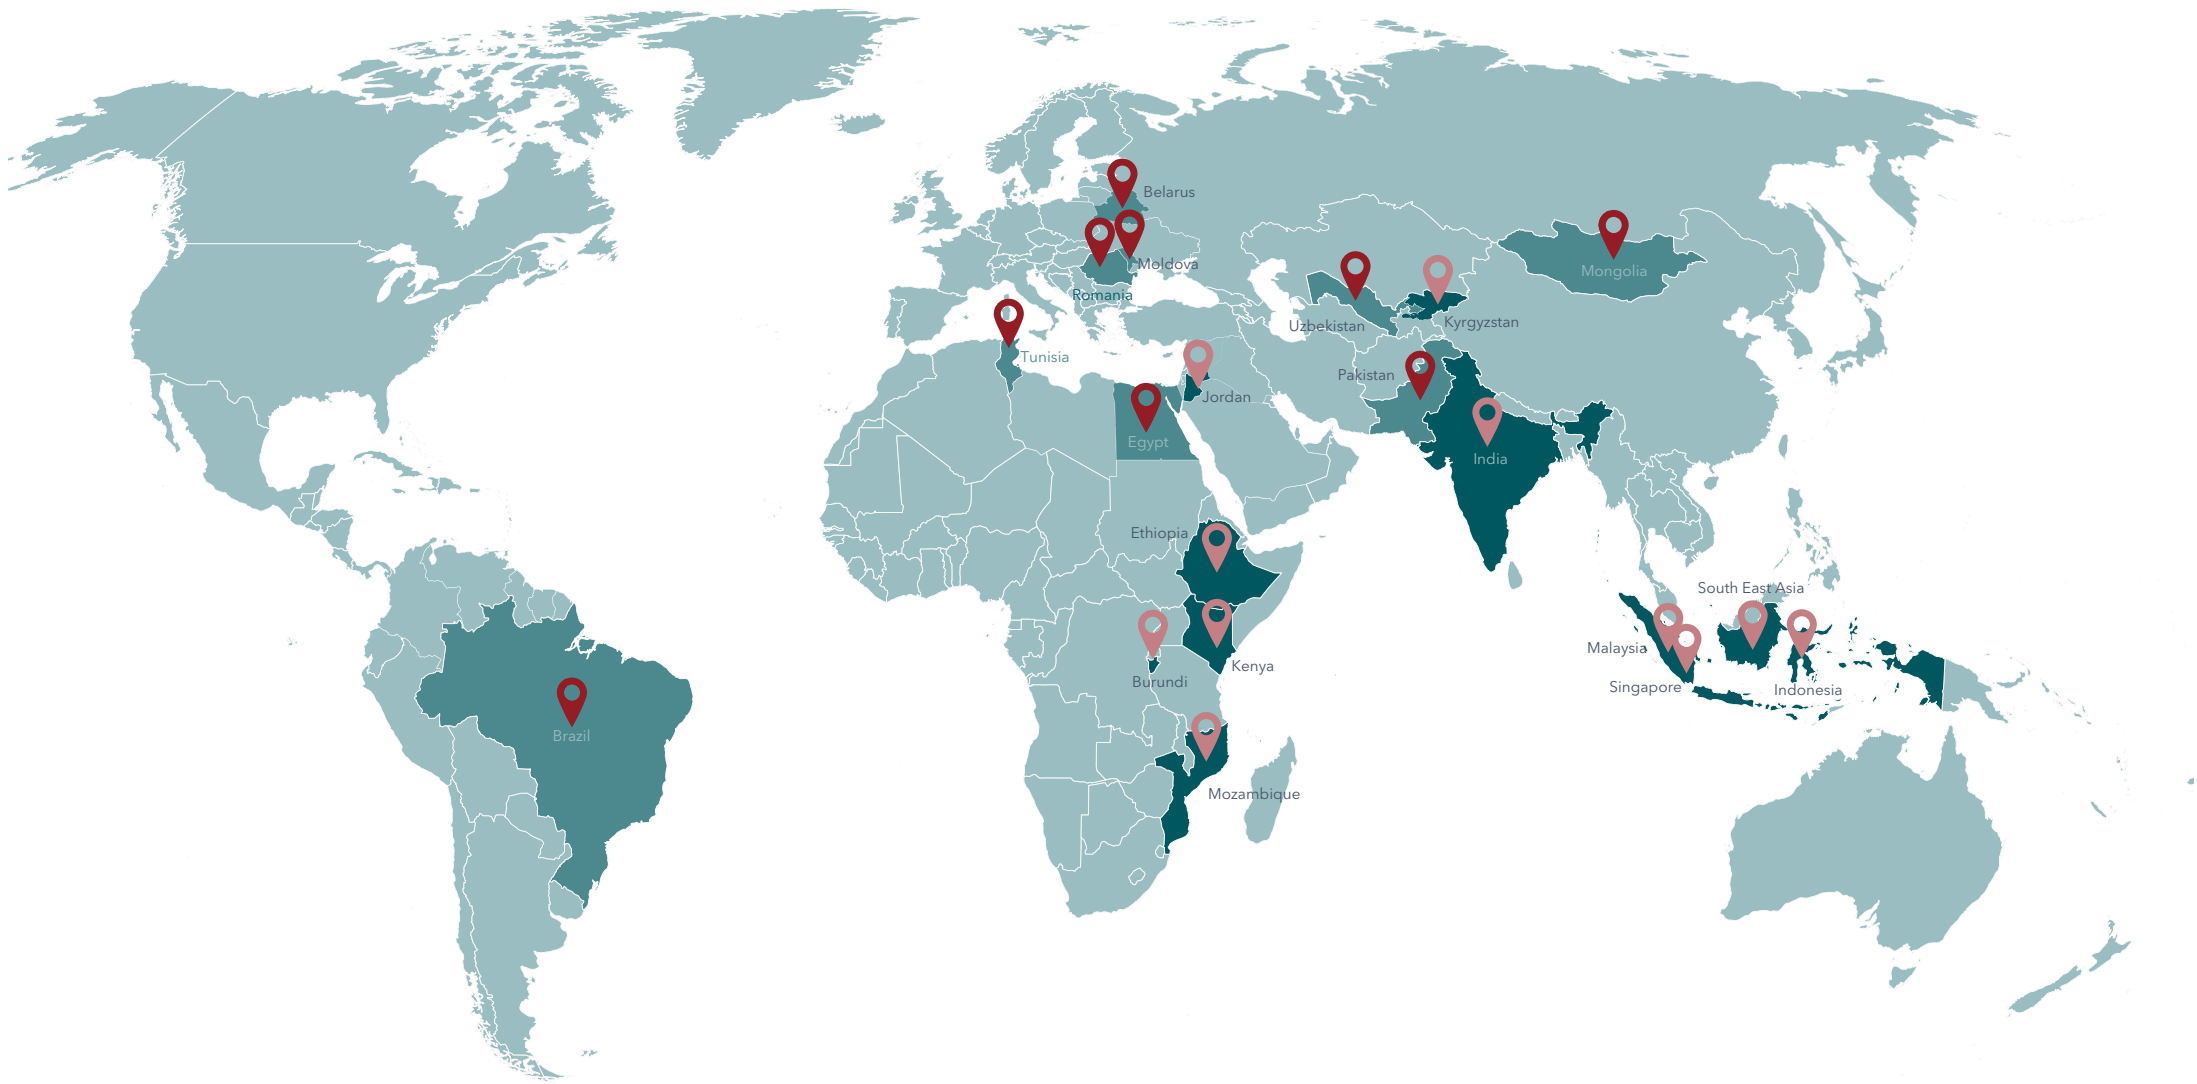 Belarus
Moldova
Mongolia
Romania
Uzbekistan
Kyrgyzstan
Tunisia
Pakistan
Jordan
Egypt
India
Ethiopia
South East Asia
Malaysia
Kenya
Burundi
Singapore
Indonesia
Brazil
Mozambique